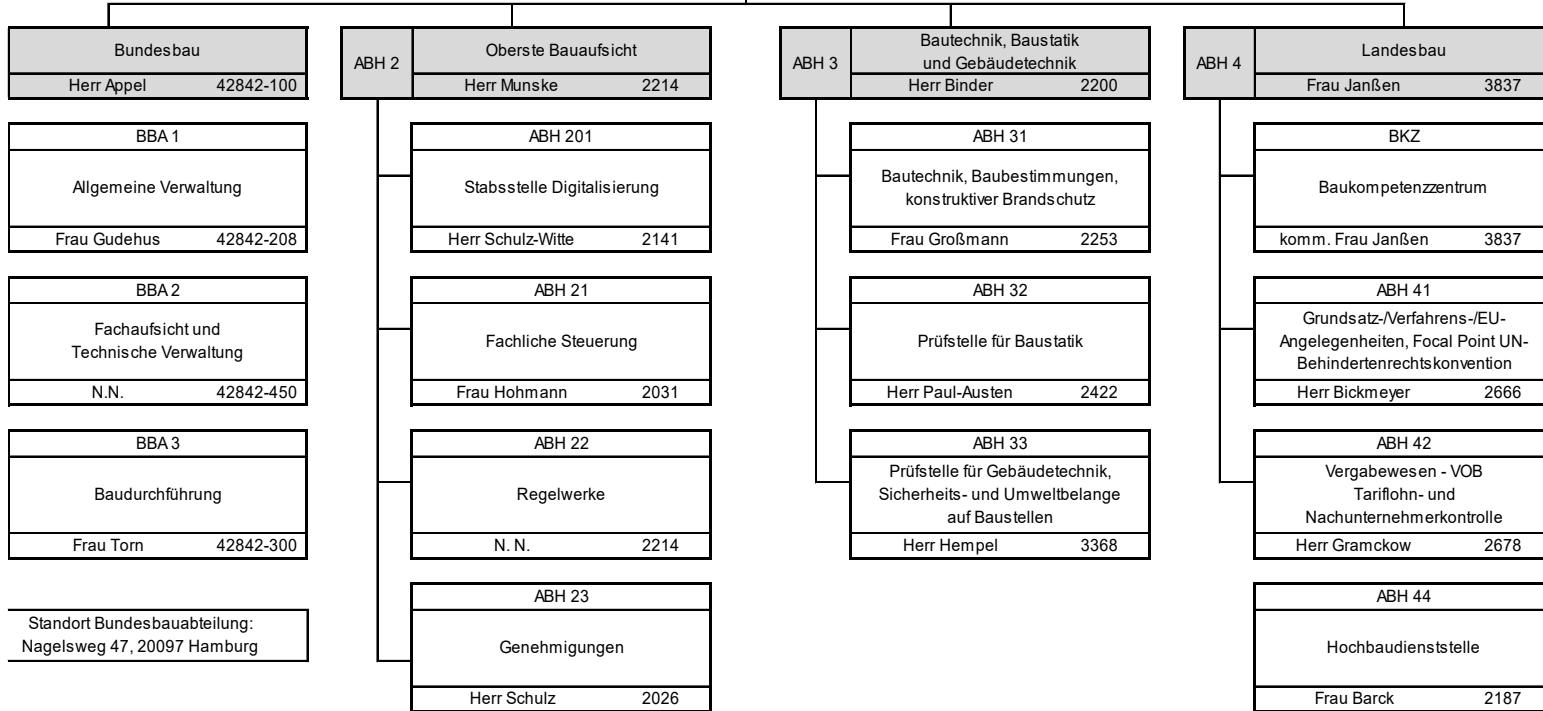 Bundesbau
Herr Appel 42842-100
BBA 1
Allgemeine Verwaltung
Frau Gudehus 42842-208
BBA 2
Fachaufsicht und
Technische Verwaltung
N.N. 42842-450
BBA 3
Baudurchführung
Frau Torn 42842-300
Standort Bundesbauabteilung:
Nagelsweg 47, 20097 Hamburg
ABH 2
Oberste Bauaufsicht
Herr Munske 2214
ABH 201
Stabsstelle Digitalisierung
Herr Schulz-Witte 2141
ABH 21
Fachliche Steuerung
Frau Hohmann 2031
ABH 22
Regelwerke
N. N. 2214
ABH 23
Genehmigungen
Herr Schulz 2026
ABH 3
Bautechnik, Baustatik
und Gebäudetechnik
Herr Binder 2200
ABH 31
Bautechnik, Baubestimmungen,
konstruktiver Brandschutz
Frau Großmann 2253
ABH 32
Prüfstelle für Baustatik
Herr Paul-Austen 2422
ABH 33
Prüfstelle für Gebäudetechnik,
Sicherheits- und Umweltbelange
auf Baustellen
Herr Hempel 3368
ABH 4
Landesbau
Frau Janßen 3837
BKZ
Baukompetenzzentrum
komm. Frau Janßen 3837
ABH 41
Grundsatz-/Verfahrens-/EU-
Angelegenheiten, Focal Point UN-
Behindertenrechtskonvention
Herr Bickmeyer 2666
ABH 42
Vergabewesen - VOB
Tariflohn- und
Nachunternehmerkontrolle
Herr Gramckow 2678
ABH 44
Hochbaudienststelle
Frau Barck 2187